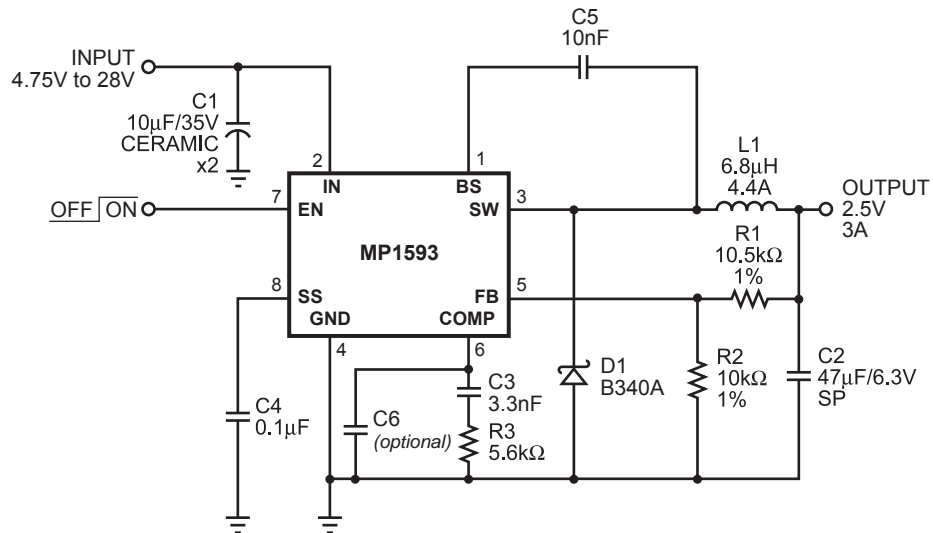 C5
10nF
INPUT
4.75V to 28V
C1
10µF/35V
CERAMIC
x2
2
1
L1
6.8µH
4.4A
IN
BS
7
EN
SW
3
OUTPUT
2.5V
3A
OFF ON
MP1593
R1
10.5kΩ
1%
8
SS
FB
5
GND
COMP
4
6
C4
0.1µF
C6
(optional)
C3
3.3nF
R3
5.6kΩ
D1
B340A
R2
10kΩ
1%
C2
47µF/6.3V
SP